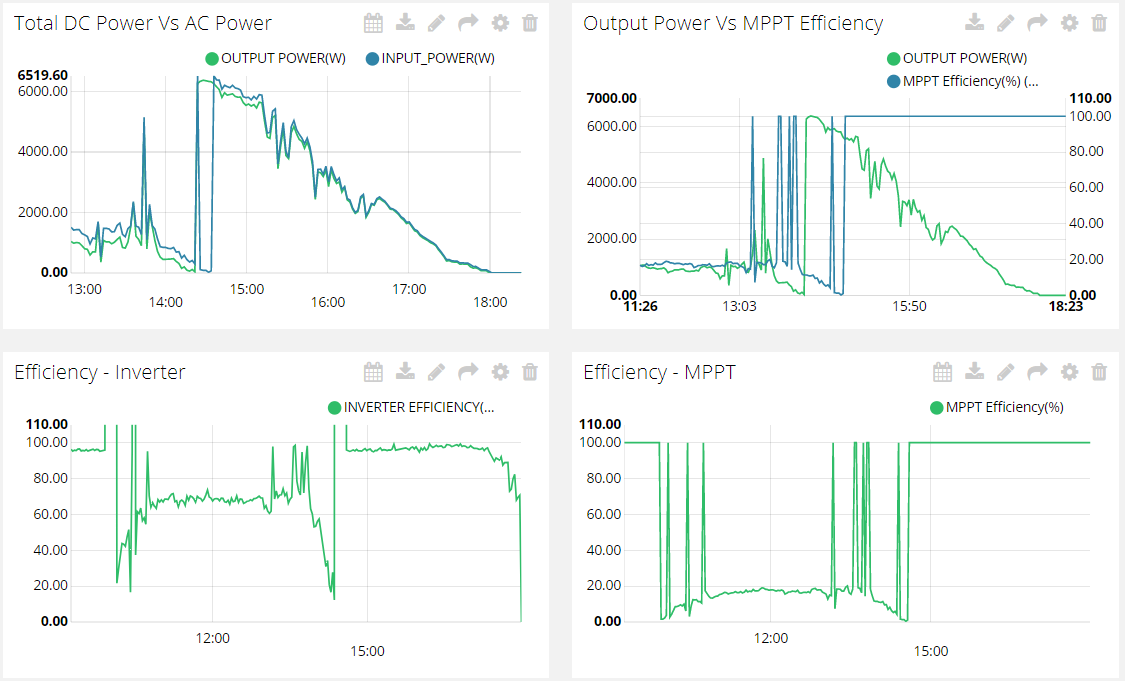 Total DC Power Vs AC Power
OUTPUT POWER(W) INPUT_POWER(W)
6519.60
6000.00
4000.00
2000.00
0.00
13:00 14:00 15:00 16:00 17:00 18:00
Output Power Vs MPPT Efficiency
OUTPUT POWER(W)
MPPT Efficiency(%) (...
7000.00 110.00
6000.00 100.00
80.00
4000.00 60.00
40.00
2000.00 20.00
0.00 0.00
11:26 13:03 15:50 18:23
Efficiency - Inverter
INVERTER EFFICIENCY(...
110.00
100.00
80.00
60.00
40.00
20.00
0.00
12:00 15:00
Efficiency - MPPT
MPPT Efficiency(%)
110.00
100.00
80.00
60.00
40.00
20.00
0.00
12:00 15:00